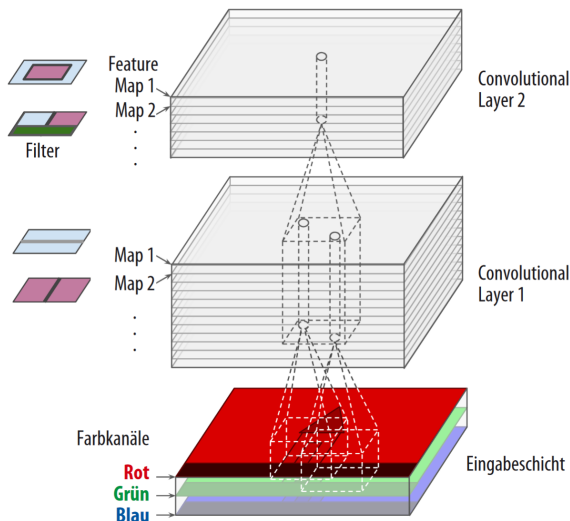 Feature
Map 1
Map 2
.
.
.
Filter
Convolutional
Layer 2
Map 1
Map 2
.
.
.
Convolutional
Layer 1
Farbkanäle
Rot
Grün
Blau
Eingabeschicht